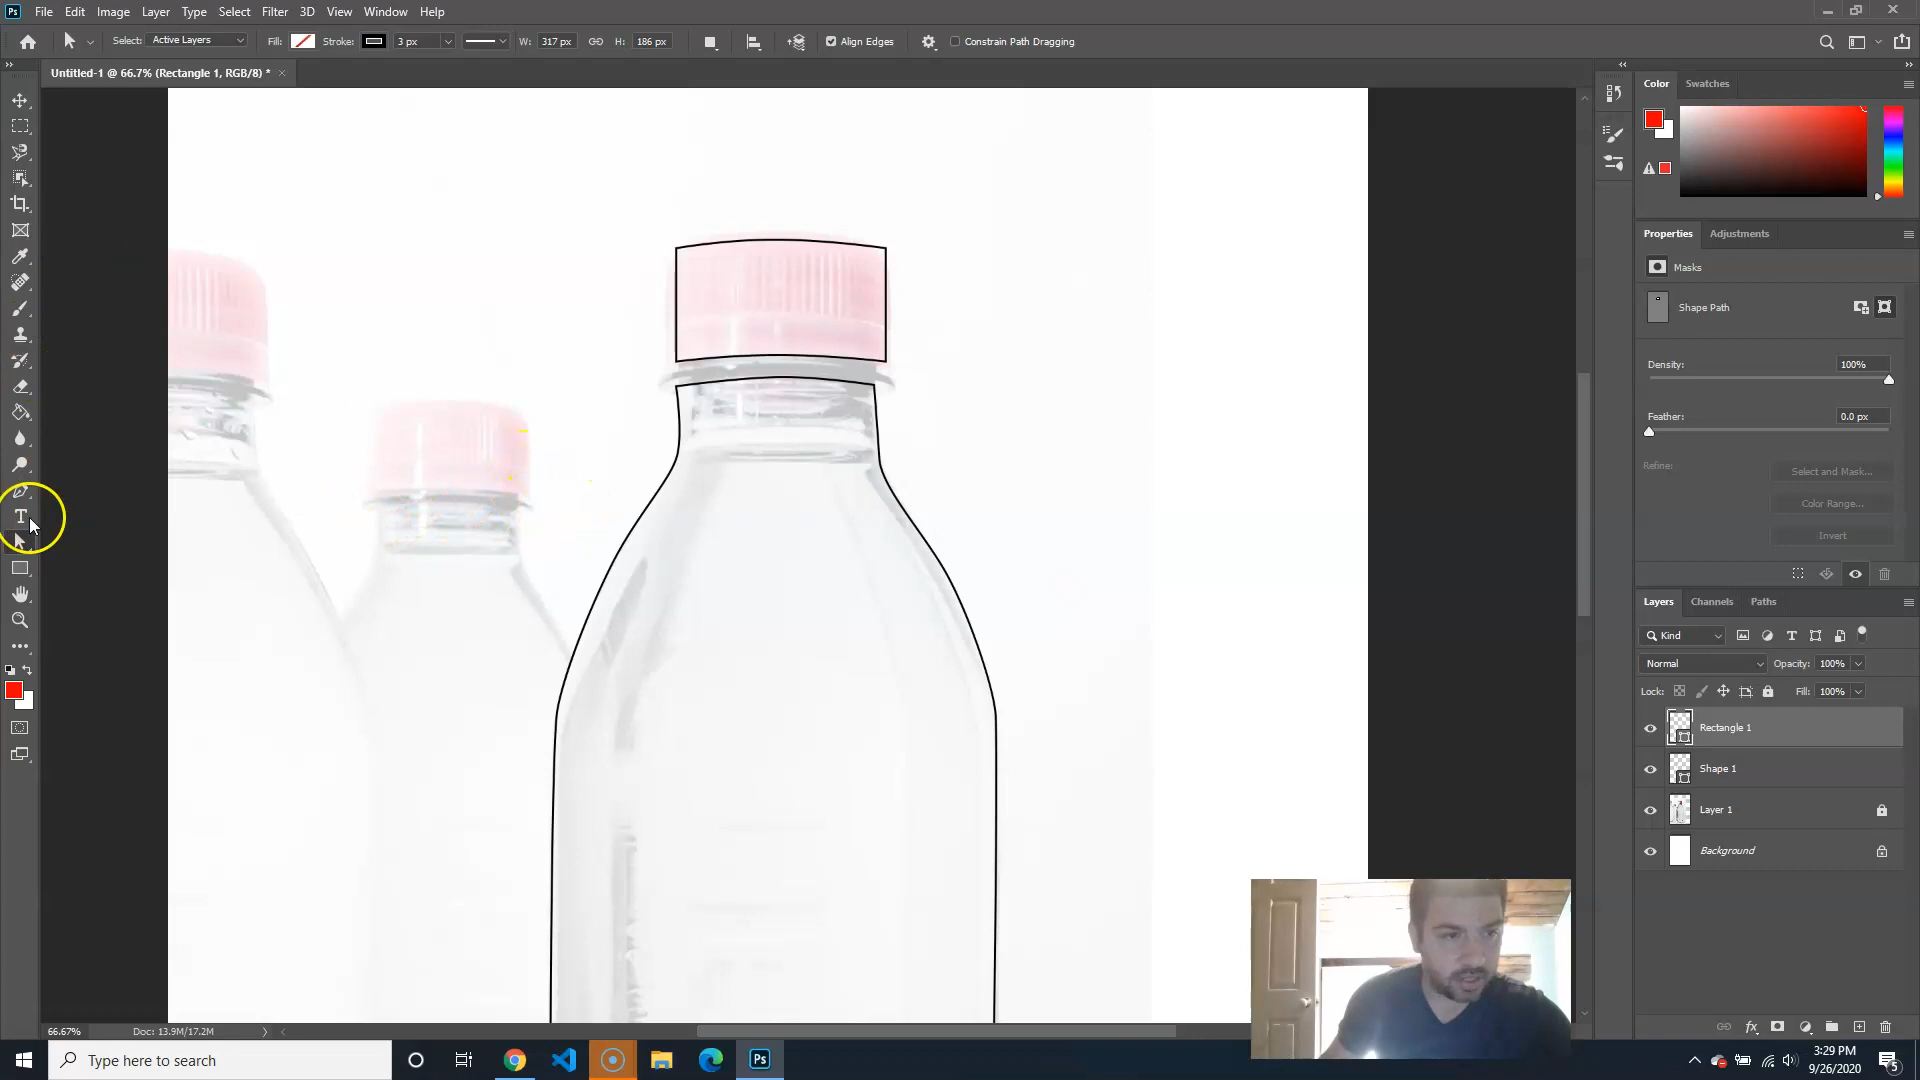 Ps File Edit Image Layer Type Select Filter 3D View Window Help
Select: Active Layers Fill: Stroke: 3 px W: 317 px H: 186 px Align Edges Constrain Path Dragging
Untitled-1 @ 66.7% (Rectangle 1, RGB/8) * ×
Color Swatches
Properties Adjustments
Masks
Shape Path
Density: 100%
Feather: 0.0 px
Refine: Select and Mask...
Color Range...
Invert
T
Layers Channels Paths
Kind
Normal Opacity: 100%
Lock: Fill: 100%
Rectangle 1
Shape 1
Layer 1
Background
fx
66.67% Doc: 13.9M/17.2M
Type here to search
Ps
3:29 PM
9/26/2020
5